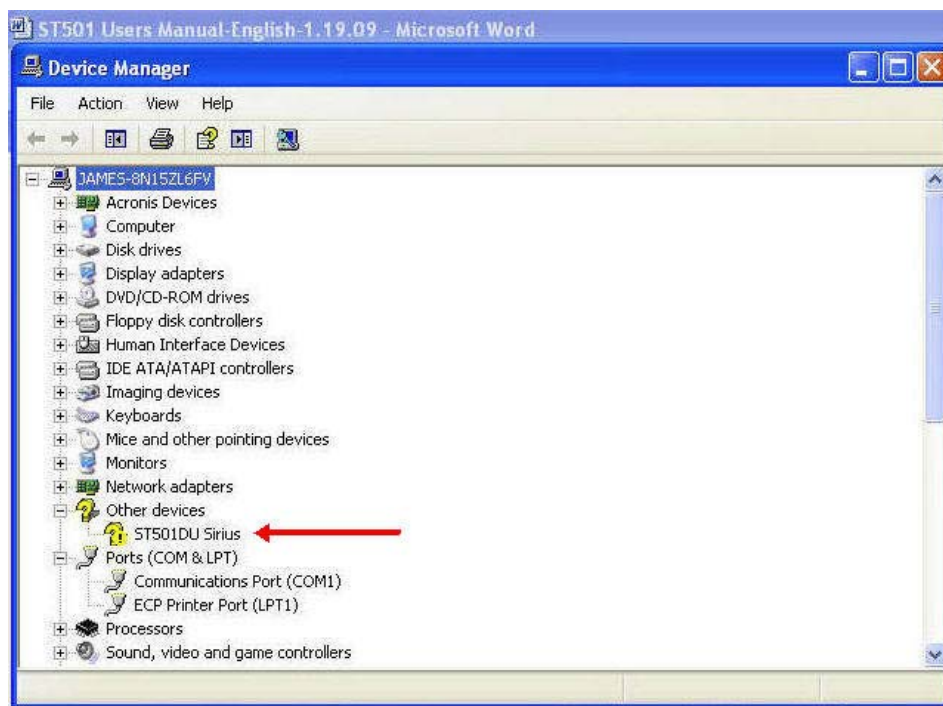 ST501 Users Manual-English-1.19.09 - Microsoft Word
Device Manager
File Action View Help
JAMES-8N15ZL6FV
Acronis Devices
Computer
Disk drives
Display adapters
DVD/CD-ROM drives
Floppy disk controllers
Human Interface Devices
IDE ATA/ATAPI controllers
Imaging devices
Keyboards
Mice and other pointing devices
Monitors
Network adapters
Other devices
ST501DU Sirius
Ports (COM & LPT)
Communications Port (COM1)
ECP Printer Port (LPT1)
Processors
Sound, video and game controllers